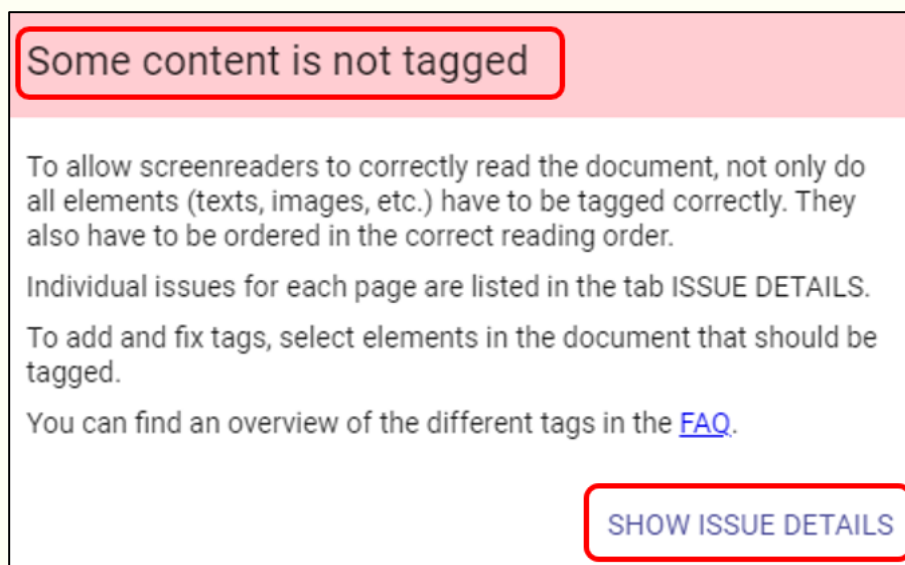 Some content is not tagged
To allow screenreaders to correctly read the document, not only do
all elements (texts, images, etc.) have to be tagged correctly. They
also have to be ordered in the correct reading order.
Individual issues for each page are listed in the tab ISSUE DETAILS.
To add and fix tags, select elements in the document that should be
tagged.
You can find an overview of the different tags in the FAQ.
SHOW ISSUE DETAILS